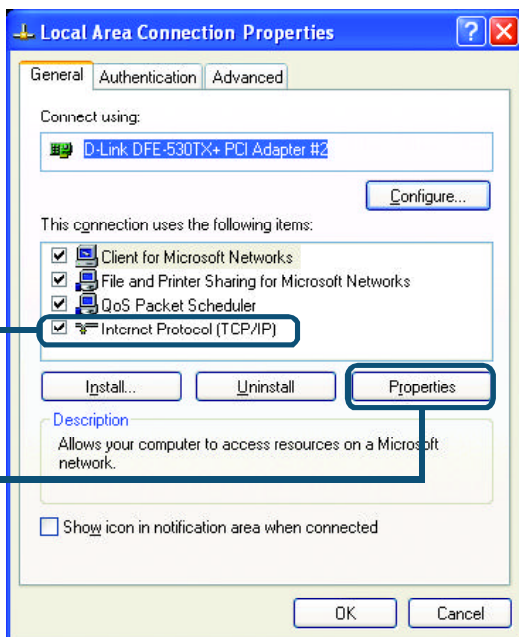 Local Area Connection Properties
General Authentication Advanced
Connect using:
D-Link DFE-530TX+ PCI Adapter #2
Configure...
This connection uses the following items:
Client for Microsoft Networks
File and Printer Sharing for Microsoft Networks
QoS Packet Scheduler
Internet Protocol (TCP/IP)
Install... Uninstall Properties
Description
Allows your computer to access resources on a Microsoft
network.
Show icon in notification area when connected
OK Cancel